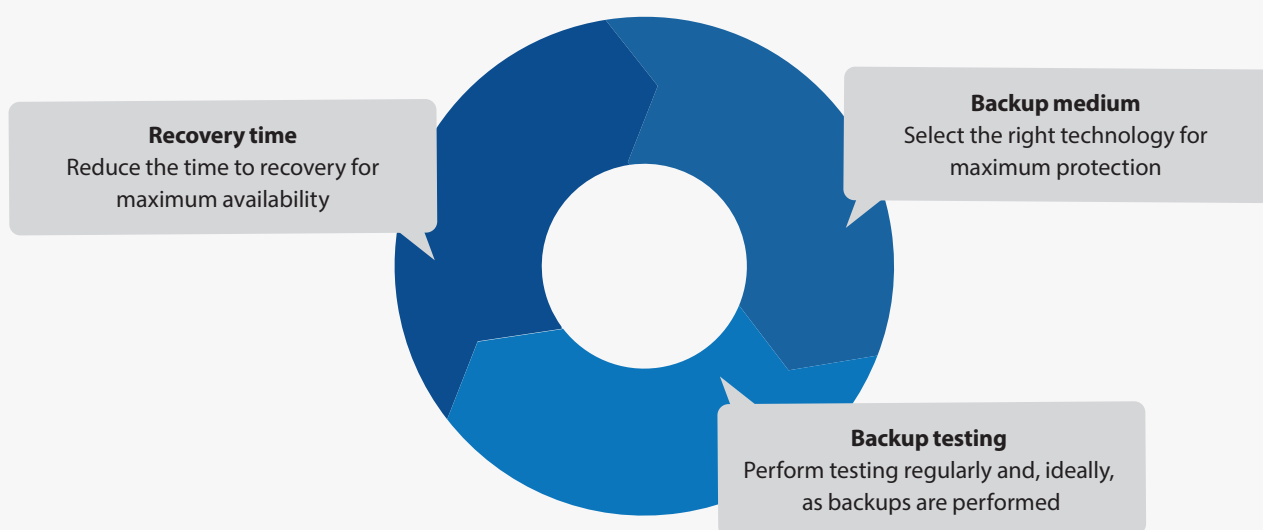 Recovery time
Reduce the time to recovery for
maximum availability
Backup medium
Select the right technology for
maximum protection
Backup testing
Perform testing regularly and, ideally,
as backups are performed